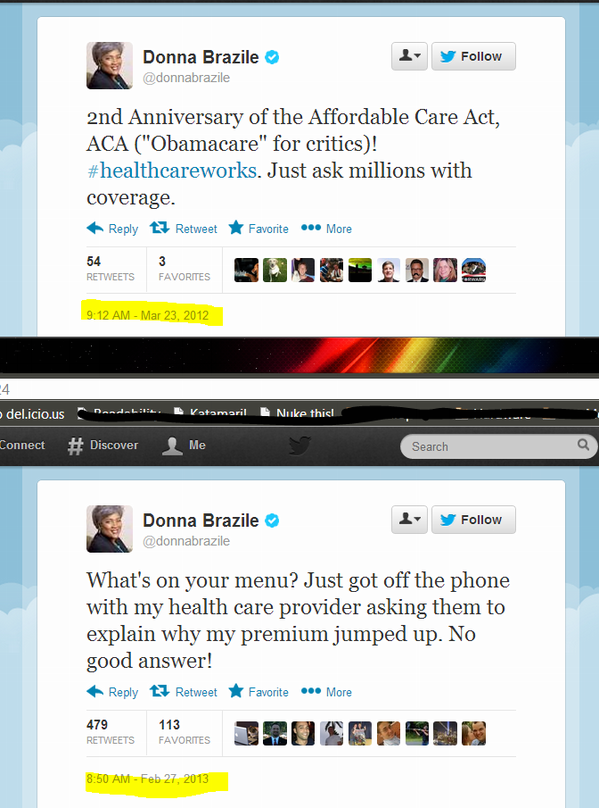 Donna Brazile
@donnabrazile
Follow
2nd Anniversary of the Affordable Care Act,
ACA ("Obamacare" for critics)!
#healthcareworks. Just ask millions with
coverage.
Reply Retweet Favorite More
54 3
RETWEETS FAVORITES
9:12 AM - Mar 23, 2012
24
del.icio.us Readability Katamari! Nuke this!
Connect Discover Me Search
Donna Brazile
@donnabrazile
Follow
What's on your menu? Just got off the phone
with my health care provider asking them to
explain why my premium jumped up. No
good answer!
Reply Retweet Favorite More
479 113
RETWEETS FAVORITES
8:50 AM - Feb 27, 2013